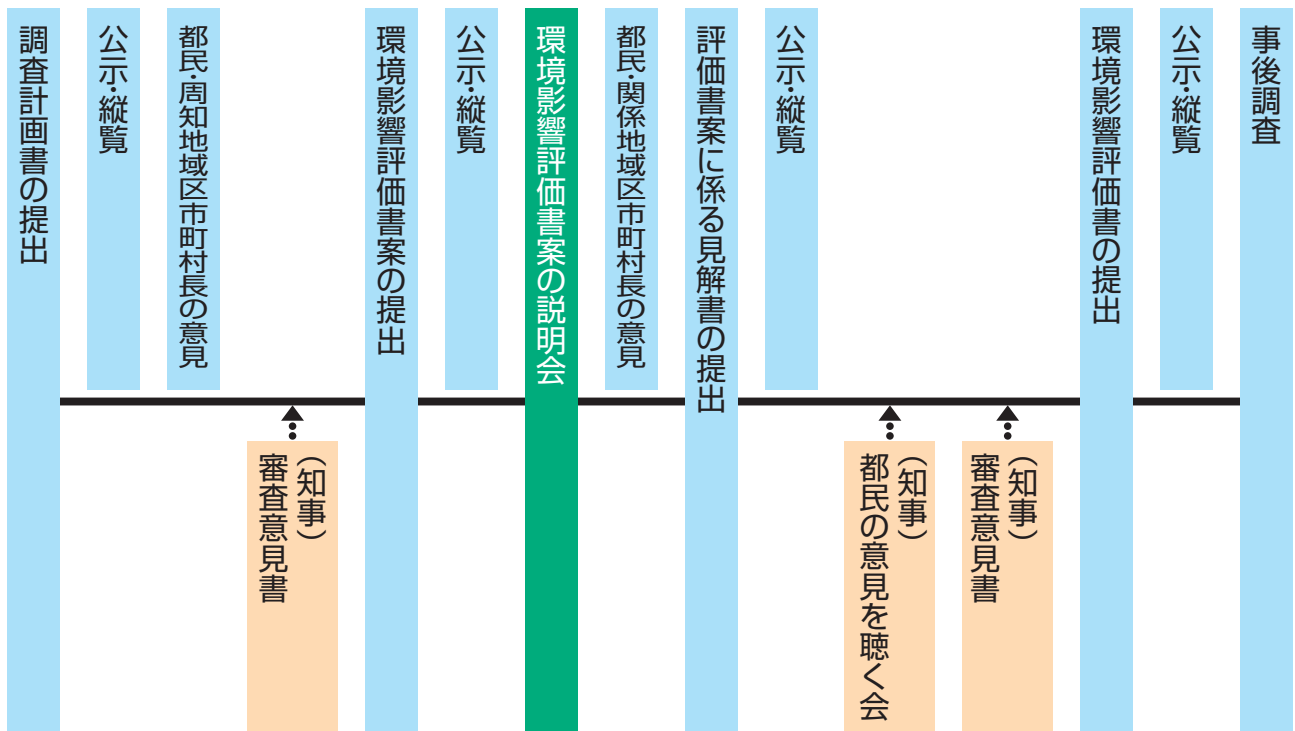 調査計画書の提出
公示・縦覧
都民・周知地域区市町村長の意見
（知事）
審査意見書
環境影響評価書案の提出
公示・縦覧
環境影響評価書案の説明会
都民・関係地域区市町村長の意見
評価書案に係る見解書の提出
公示・縦覧
（知事）
都民の意見を聴く会
（知事）
審査意見書
環境影響評価書の提出
公示・縦覧
事後調査